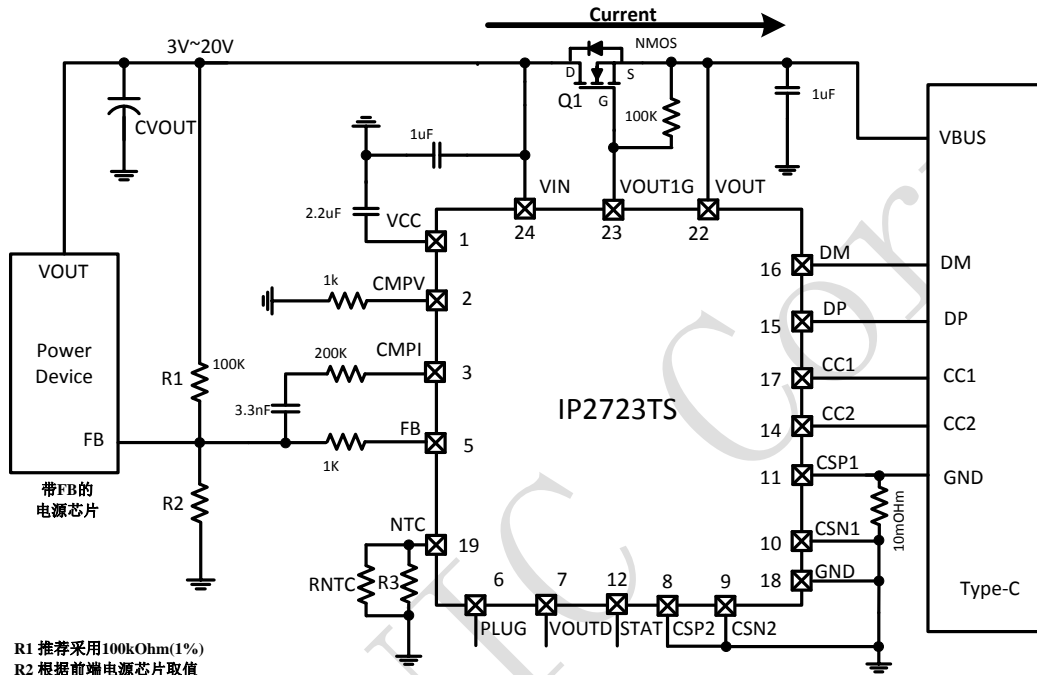 Current
3V~20V
NMOS
D
S
G
Q1
100K
1uF
CVOUT
1uF
2.2uF
VBUS
VCC
VIN
VOUT1G
VOUT
1
24
23
22
VOUT
Power
Device
FB
带FB的
电源芯片
1k
CMPV
2
R1
100K
200K
CMPI
3
3.3nF
FB
5
1K
R2
IP2723TS
16
DM
DM
15
DP
DP
17
CC1
CC1
14
CC2
CC2
11
CSP1
GND
10mOHm
10
CSN1
18
GND
Type-C
NTC
19
RNTC
R3
6
7
12
8
9
PLUG
VOUTD
STAT
CSP2
CSN2
R1 推荐采用100kOhm(1%)
R2 根据前端电源芯片取值